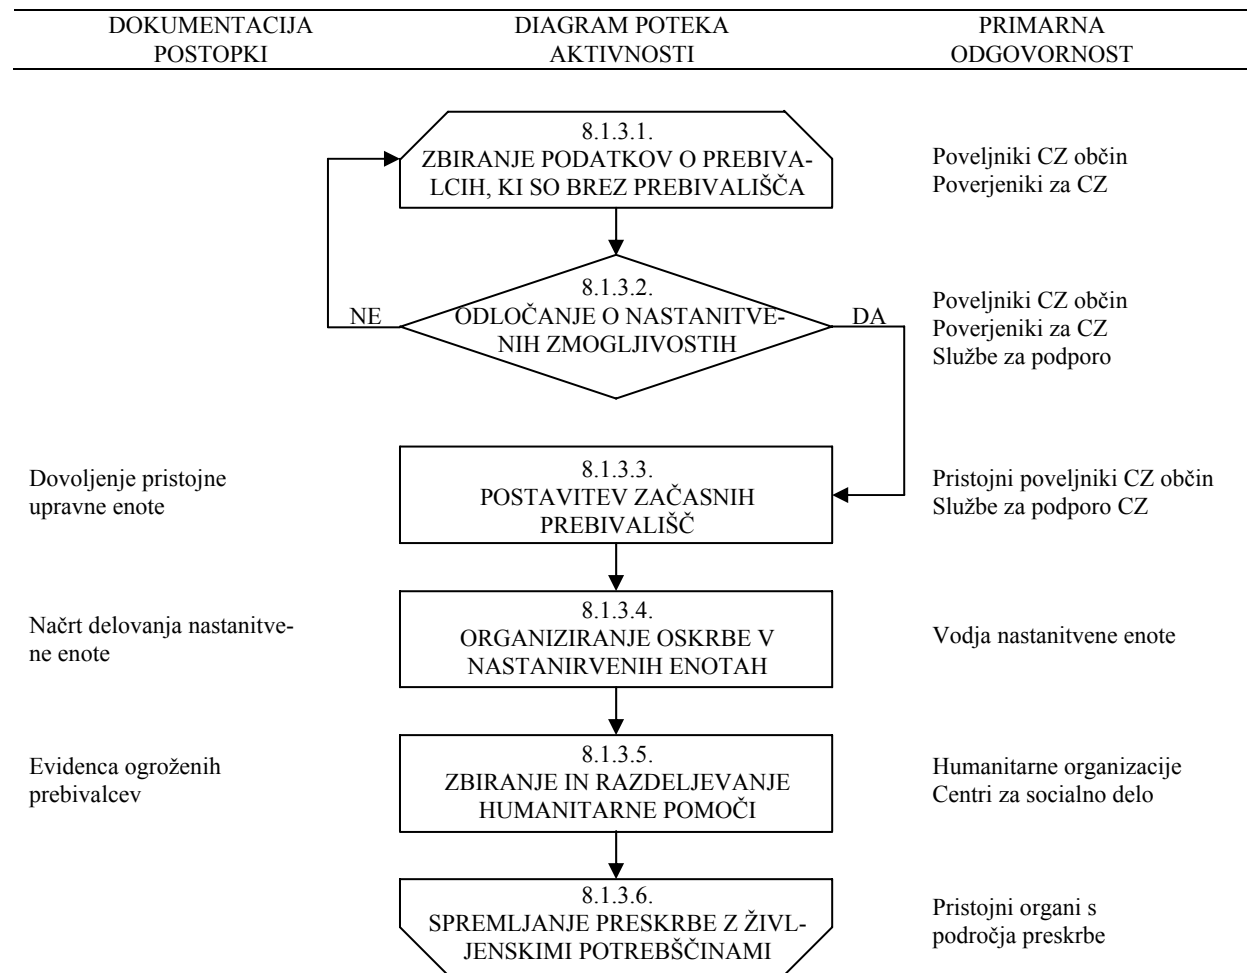 DOKUMENTACIJA
POSTOPKI
DIAGRAM POTEKA
AKTIVNOSTI
PRIMARNA
ODGOVORNOST
8.1.3.1.
ZBIRANJE PODATKOV O PREBIVA-
LCIH, KI SO BREZ PREBIVALIŠČA
Poveljniki CZ občin
Poverjeniki za CZ
8.1.3.2.
ODLOČANJE O NASTANITVE-
NIH ZMOGLJIVOSTIH
NE
DA
Poveljniki CZ občin
Poverjeniki za CZ
Službe za podporo
Dovoljenje pristojne
upravne enote
8.1.3.3.
POSTAVITEV ZAČASNIH
PREBIVALIŠČ
Pristojni poveljniki CZ občin
Službe za podporo CZ
Načrt delovanja nastanitve-
ne enote
8.1.3.4.
ORGANIZIRANJE OSKRBE V
NASTANIRVENIH ENOTAH
Vodja nastanitvene enote
Evidenca ogroženih
prebivalcev
8.1.3.5.
ZBIRANJE IN RAZDELJEVANJE
HUMANITARNE POMOČI
Humanitarne organizacije
Centri za socialno delo
8.1.3.6.
SPREMLJANJE PRESKRBE Z ŽIVL-
JENSKIMI POTREBŠČINAMI
Pristojni organi s
področja preskrbe